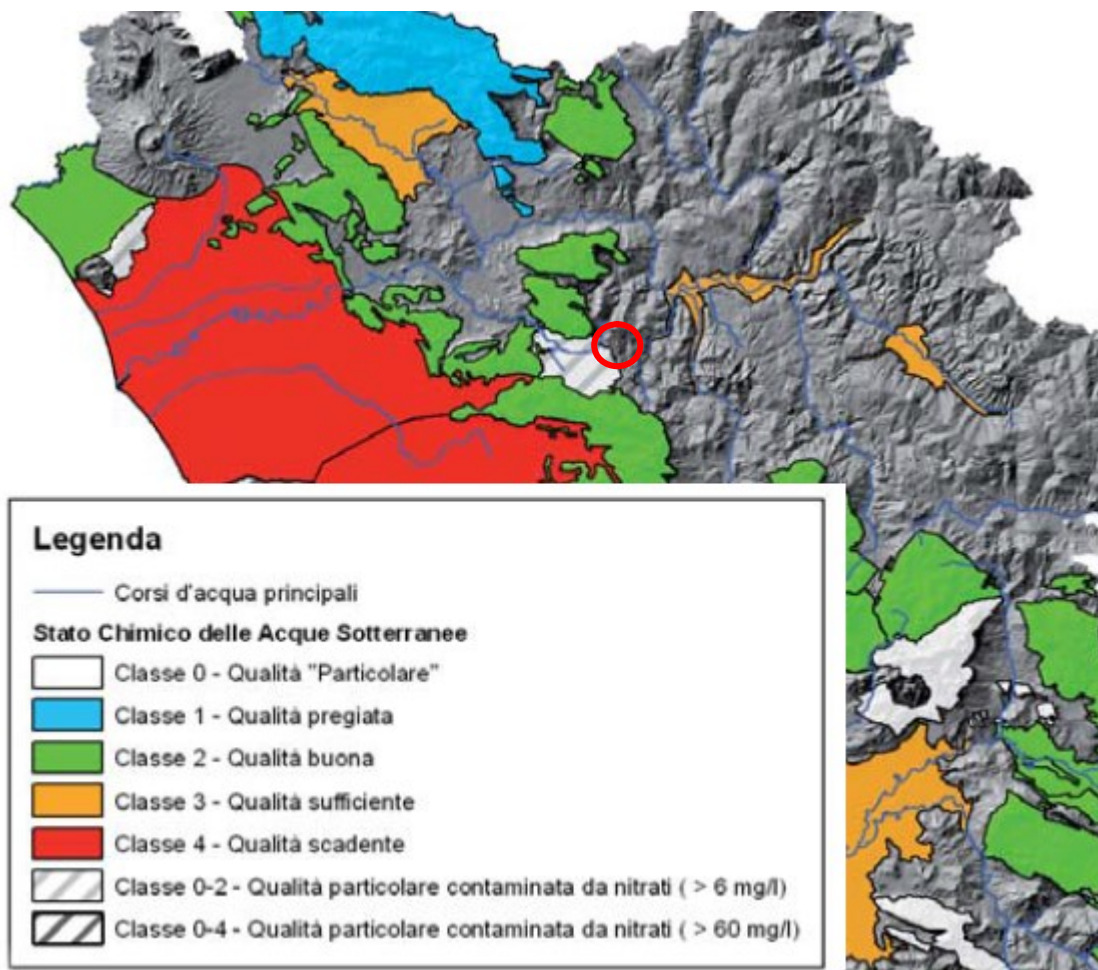 Legenda
Corsi d'acqua principali
Stato Chimico delle Acque Sotterranee
Classe 0 - Qualità "Particolare"
Classe 1 - Qualità pregiata
Classe 2 - Qualità buona
Classe 3 - Qualità sufficiente
Classe 4 - Qualità scadente
Classe 0-2 - Qualità particolare contaminata da nitrati ( > 6 mg/l)
Classe 0-4 - Qualità particolare contaminata da nitrati ( > 60 mg/l)